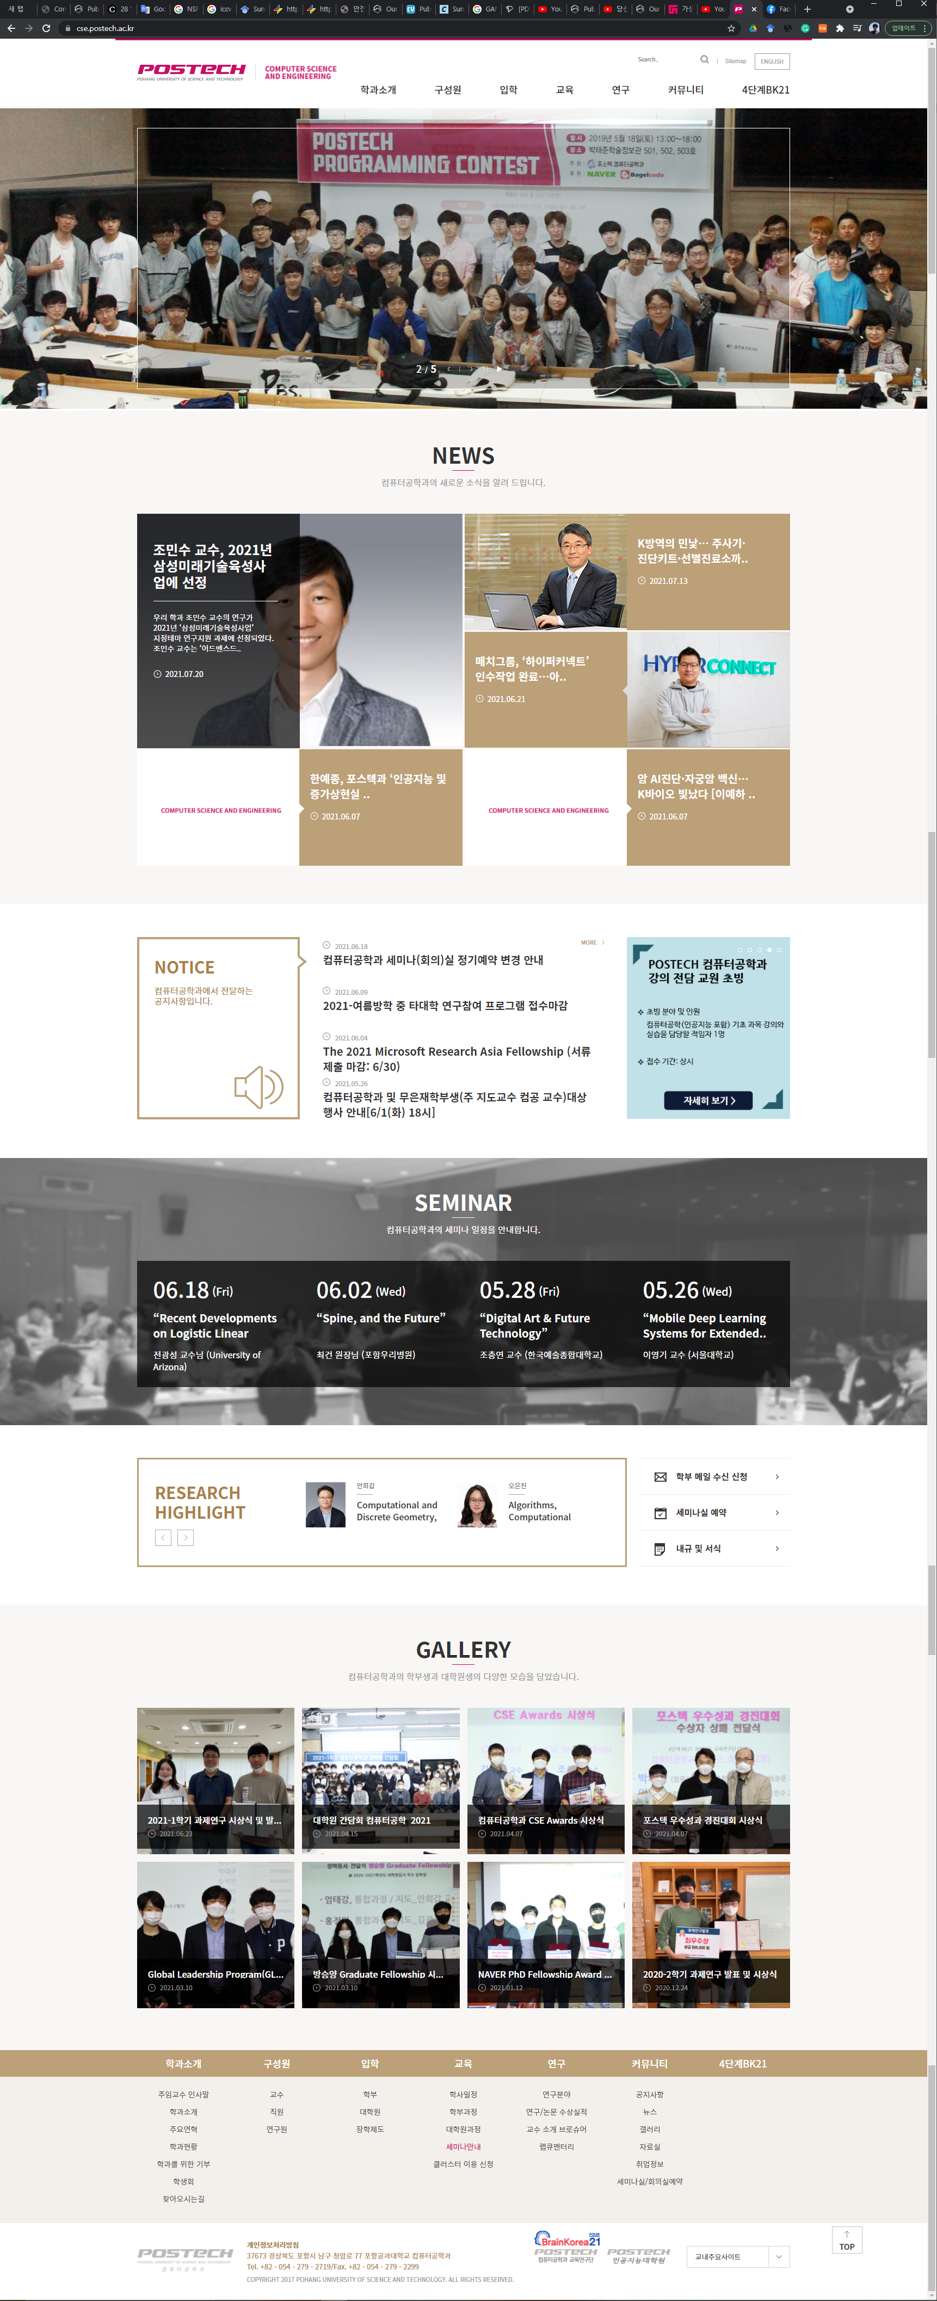 새 탭
cse.postech.ac.kr
업데이트
POSTECH
POHANG UNIVERSITY OF SCIENCE AND TECHNOLOGY
COMPUTER SCIENCE
AND ENGINEERING
Search..
Sitemap
ENGLISH
학과소개 구성원 입학 교육 연구 커뮤니티 4단계BK21
POSTECH
PROGRAMMING CONTEST
일시 2019년 5월 18일(토) 13:00~18:00
장소 박태준학술정보관 501, 502, 503호
주최 : 포스텍 컴퓨터공학과
후원 : NAVER Bagelcode
2 / 5
NEWS
컴퓨터공학과의 새로운 소식을 알려 드립니다.
조민수 교수, 2021년
삼성미래기술육성사
업에 선정
우리 학과 조민수 교수의 연구가
2021년 '삼성미래기술육성사업'
지정테마 연구지원 과제에 선정되었다.
조민수 교수는 '어드밴스드..
2021.07.20
K방역의 민낯… 주사기·
진단키트·선별진료소까..
2021.07.13
매치그룹, '하이퍼커넥트'
인수작업 완료…아..
2021.06.21
HYPERCONNECT
COMPUTER SCIENCE AND ENGINEERING
한예종, 포스텍과 '인공지능 및
증강현실 ..
2021.06.07
COMPUTER SCIENCE AND ENGINEERING
암 AI진단·자궁암 백신…
K바이오 빛났다 [이예하 ..
2021.06.07
NOTICE
컴퓨터공학과에서 전달하는
공지사항입니다.
MORE
2021.06.18
컴퓨터공학과 세미나(회의)실 정기예약 변경 안내
2021.06.09
2021-여름방학 중 타대학 연구참여 프로그램 접수마감
2021.06.04
The 2021 Microsoft Research Asia Fellowship (서류
제출 마감: 6/30)
2021.05.26
컴퓨터공학과 및 무은재학부생(주 지도교수 컴공 교수)대상
행사 안내[6/1(화) 18시]
POSTECH 컴퓨터공학과
강의 전담 교원 초빙
초빙 분야 및 인원
컴퓨터공학(인공지능 포함) 기초 과목 강의와
실습을 담당할 적임자 1명
접수 기간: 상시
자세히 보기 >
SEMINAR
컴퓨터공학과의 세미나 일정을 안내합니다.
06.18 (Fri)
“Recent Developments
on Logistic Linear
전광성 교수님 (University of
Arizona)
06.02 (Wed)
“Spine, and the Future”
최건 원장님 (포항우리병원)
05.28 (Fri)
“Digital Art & Future
Technology”
조충연 교수 (한국예술종합대학교)
05.26 (Wed)
“Mobile Deep Learning
Systems for Extended..
이영기 교수 (서울대학교)
RESEARCH
HIGHLIGHT
안희갑
Computational and
Discrete Geometry,
오은진
Algorithms,
Computational
학부 메일 수신 신청
세미나실 예약
내규 및 서식
GALLERY
컴퓨터공학과의 학부생과 대학원생의 다양한 모습을 담았습니다.
2021-1학기 과제연구 시상식 및 발...
2021.06.23
대학원 간담회 컴퓨터공학_2021
2021.04.15
CSE Awards 시상식
컴퓨터공학과 CSE Awards 시상식
2021.04.07
포스텍 우수성과 경진대회
수상자 상패 전달식
포스텍 우수성과 경진대회 시상식
2021.04.07
Global Leadership Program(GL...
2021.03.10
방승양 Graduate Fellowship 시...
2021.03.10
NAVER PhD Fellowship Award ...
2021.01.12
최우수상
2020-2학기 과제연구 발표 및 시상식
2020.12.24
학과소개 구성원 입학 교육 연구 커뮤니티 4단계BK21
주임교수 인사말 교수 학부 학사일정 연구분야 공지사항
학과소개 직원 대학원 학부과정 연구/논문 수상실적 뉴스
주요연혁 연구원 장학제도 대학원과정 교수 소개 브로슈어 갤러리
학과현황 세미나안내 랩큐멘터리 자료실
학과를 위한 기부 클러스터 이용 신청 취업정보
학생회 세미나실/회의실예약
찾아오시는길
POSTECH
컴퓨터공학과
개인정보처리방침
37673 경상북도 포항시 남구 청암로 77 포항공과대학교 컴퓨터공학과
Tel. +82 - 054 - 279 - 2719/Fax. +82 - 054 - 279 - 2299
COPYRIGHT 2017 POHANG UNIVERSITY OF SCIENCE AND TECHNOLOGY. ALL RIGHTS RESERVED.
BrainKorea21
POSTECH
컴퓨터공학과 교육연구단
POSTECH
인공지능대학원
교내주요사이트
TOP